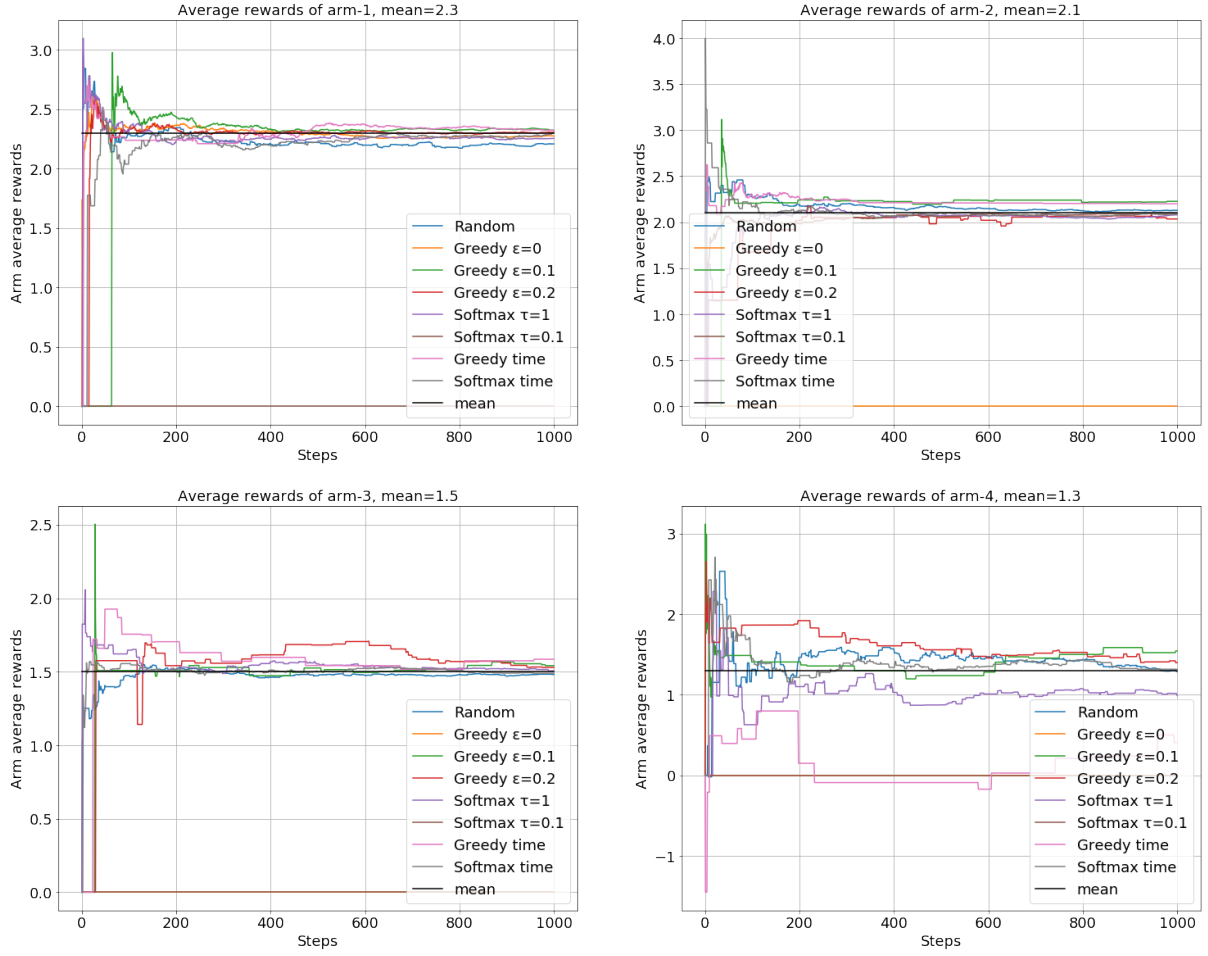 Average rewards of arm-1, mean=2.3
Arm average rewards
3.0
2.5
2.0
1.5
1.0
0.5
0.0
Random
Greedy ε=0
Greedy ε=0.1
Greedy ε=0.2
Softmax τ=1
Softmax τ=0.1
Greedy time
Softmax time
mean
0 200 400 600 800 1000
Steps
Average rewards of arm-2, mean=2.1
Arm average rewards
4.0
3.5
3.0
2.5
2.0
1.5
1.0
0.5
0.0
Random
Greedy ε=0
Greedy ε=0.1
Greedy ε=0.2
Softmax τ=1
Softmax τ=0.1
Greedy time
Softmax time
mean
0 200 400 600 800 1000
Steps
Average rewards of arm-3, mean=1.5
Arm average rewards
2.5
2.0
1.5
1.0
0.5
0.0
Random
Greedy ε=0
Greedy ε=0.1
Greedy ε=0.2
Softmax τ=1
Softmax τ=0.1
Greedy time
Softmax time
mean
0 200 400 600 800 1000
Steps
Average rewards of arm-4, mean=1.3
Arm average rewards
3
2
1
0
−1
Random
Greedy ε=0
Greedy ε=0.1
Greedy ε=0.2
Softmax τ=1
Softmax τ=0.1
Greedy time
Softmax time
mean
0 200 400 600 800 1000
Steps